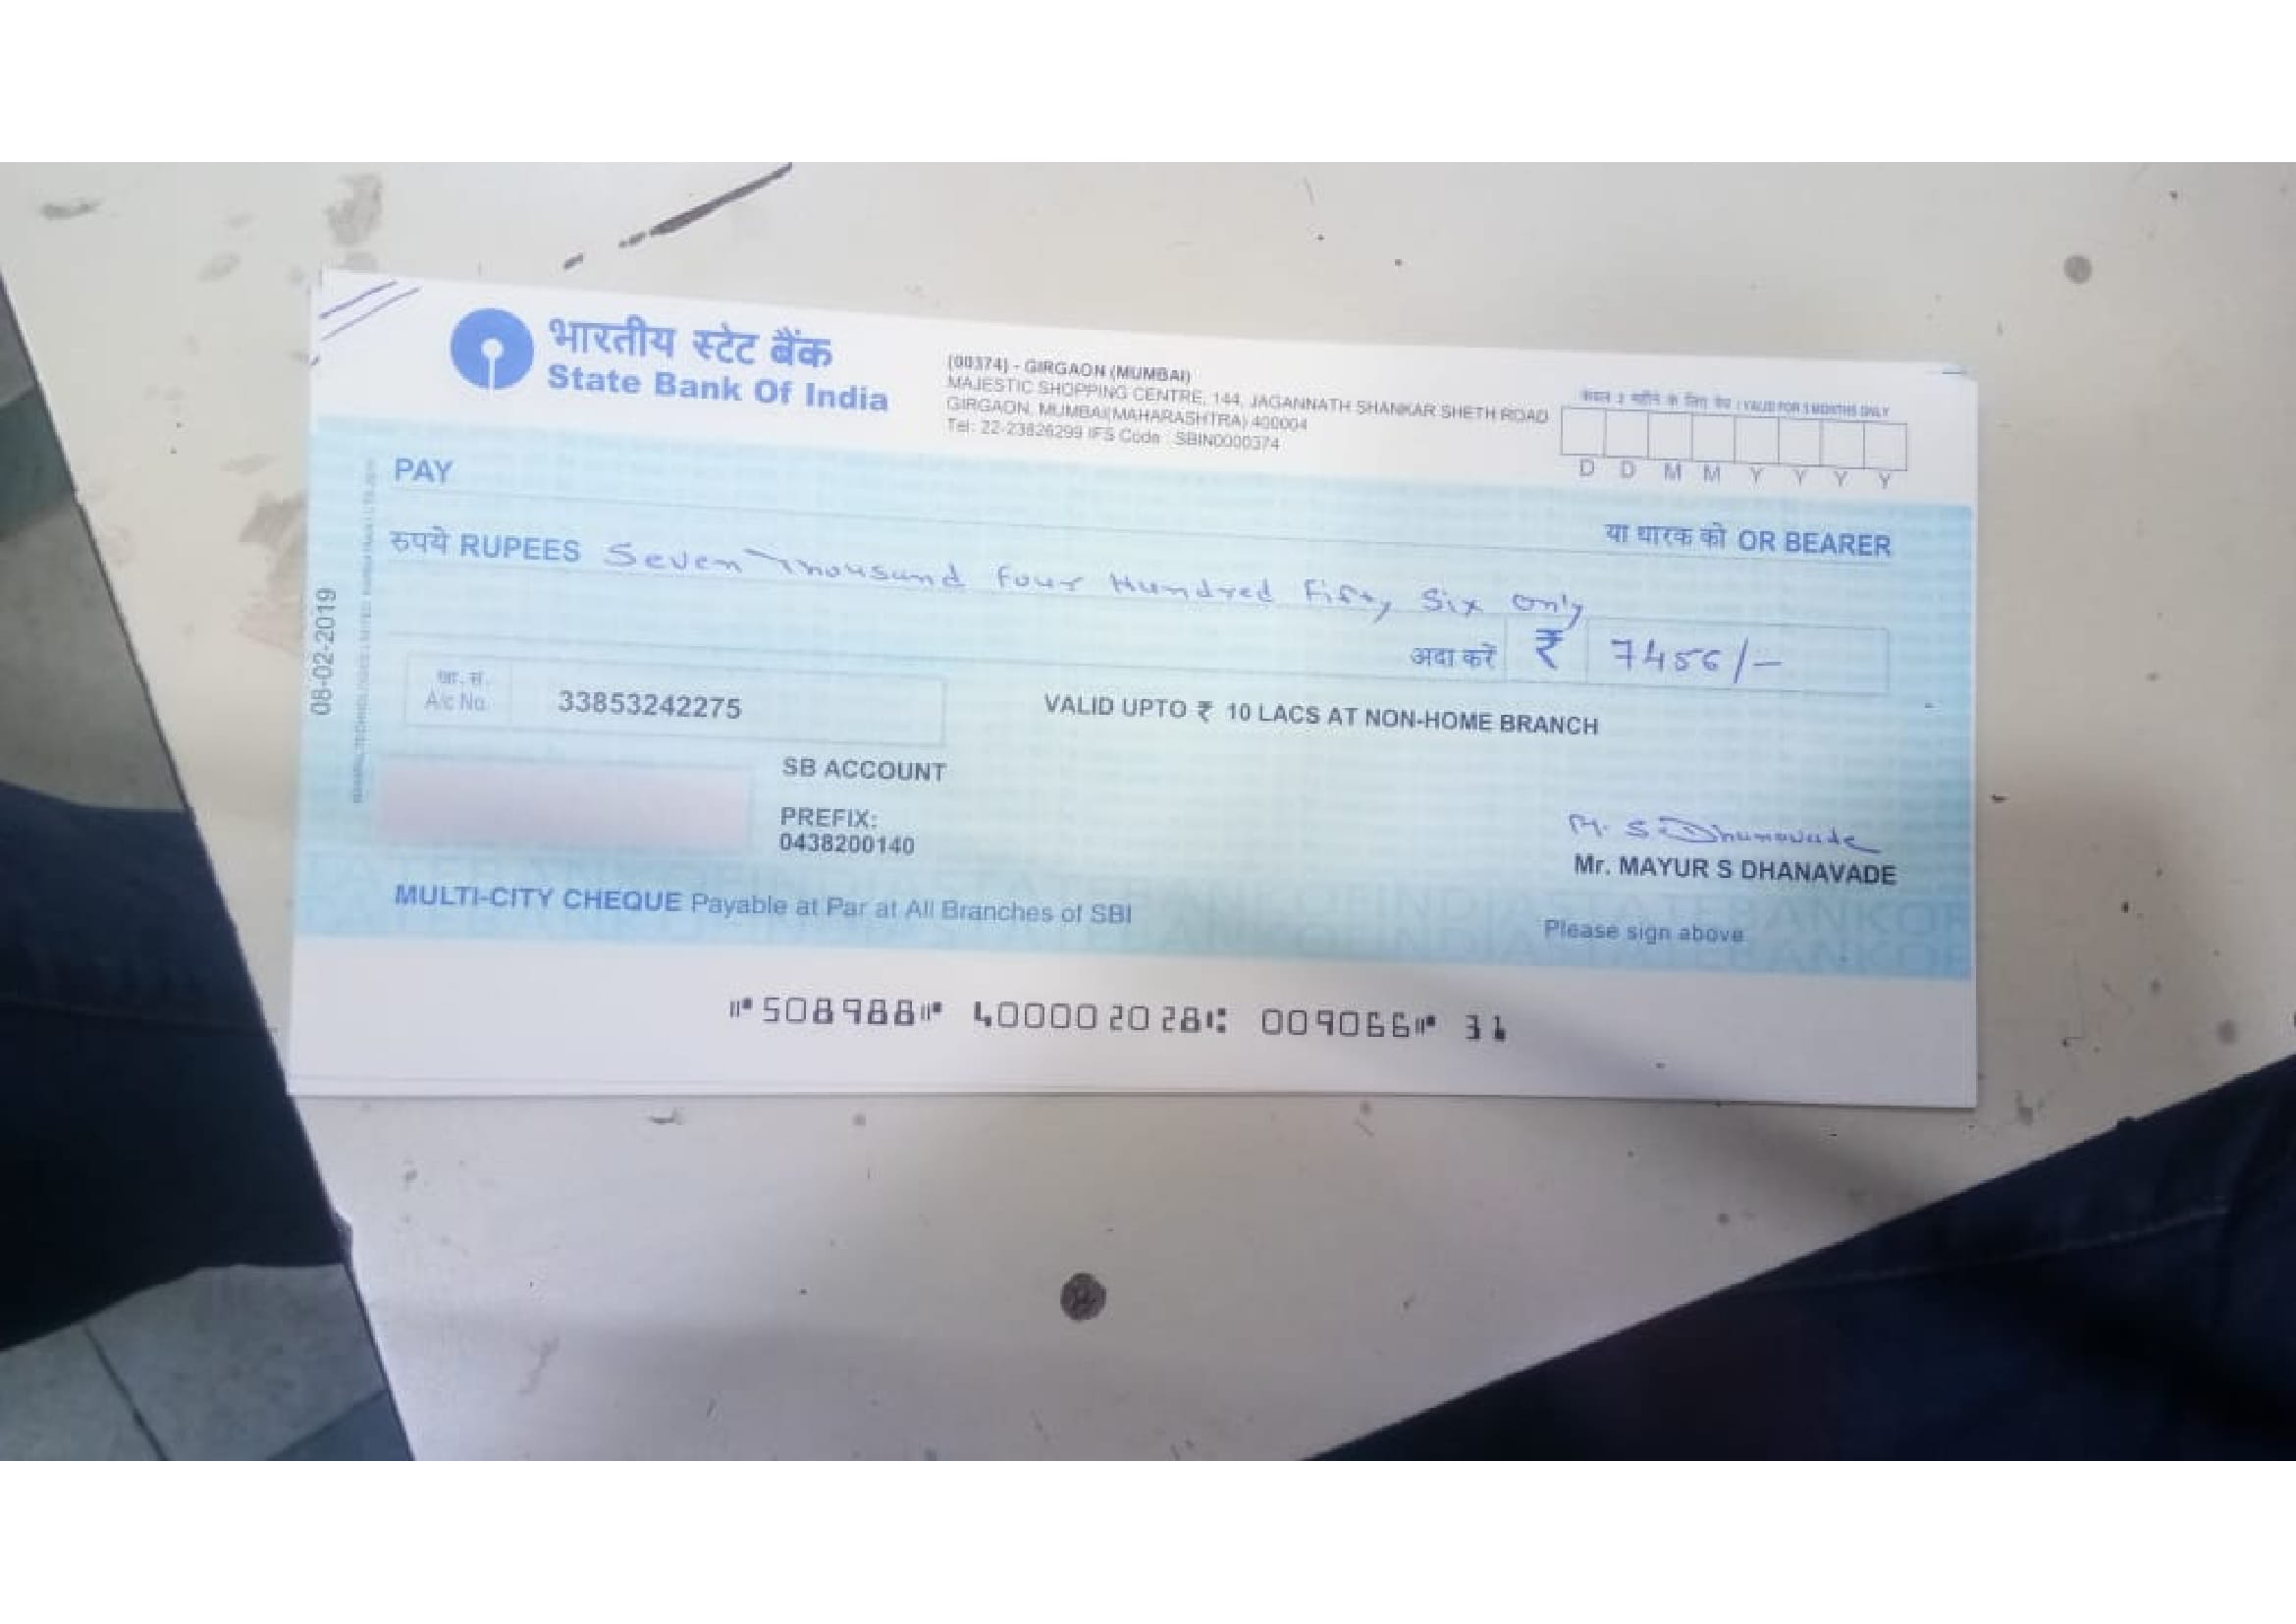 भारतीय स्टेट बैंक
State Bank Of India
(00374) - GIRGAON (MUMBAI)
MAJESTIC SHOPPING CENTRE, 144, JAGANNATH SHANKAR SHETH ROAD
GIRGAON, MUMBAI(MAHARASHTRA) 400004
Tel: 22-23826299 IFS Code : SBIN0000374
केवल 3 महीने के लिए वैध / VALID FOR 3 MONTHS ONLY
D D M M Y Y Y Y
PAY
या धारक को OR BEARER
रुपये RUPEES Seven Thousund Four Hundred Fifty Six Only
अदा करें ₹ 7456/-
08-02-2019
खा. सं.
A/c No.
33853242275
VALID UPTO ₹ 10 LACS AT NON-HOME BRANCH
SB ACCOUNT
PREFIX:
0438200140
M. S. Dhanavade
Mr. MAYUR S DHANAVADE
MULTI-CITY CHEQUE Payable at Par at All Branches of SBI
Please sign above
⑈508988⑈ 400002028⑆ 009066⑈ 31